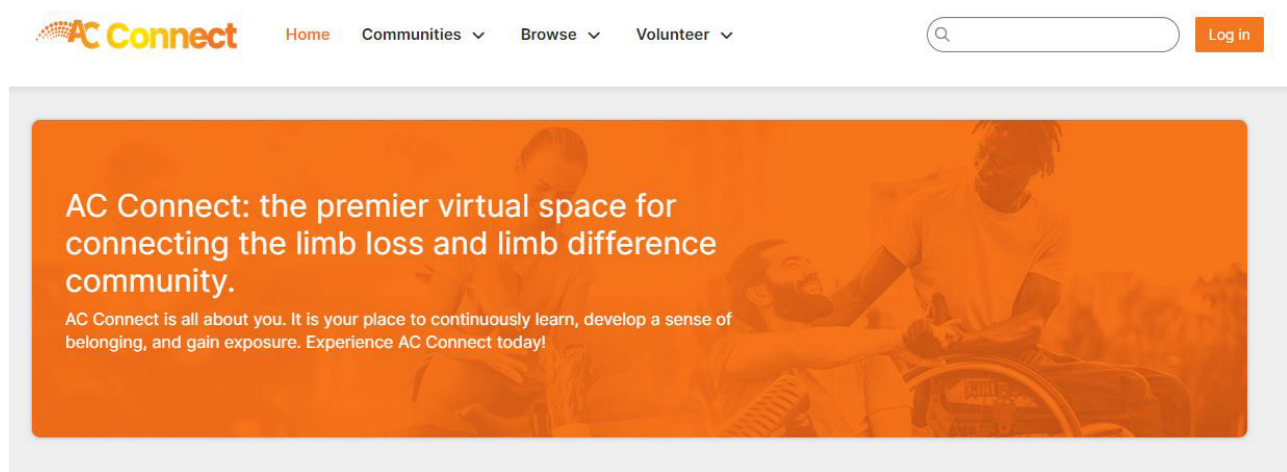 AC Connect
Home
Communities
Browse
Volunteer
Log in
AC Connect: the premier virtual space for
connecting the limb loss and limb difference
community.
AC Connect is all about you. It is your place to continuously learn, develop a sense of
belonging, and gain exposure. Experience AC Connect today!